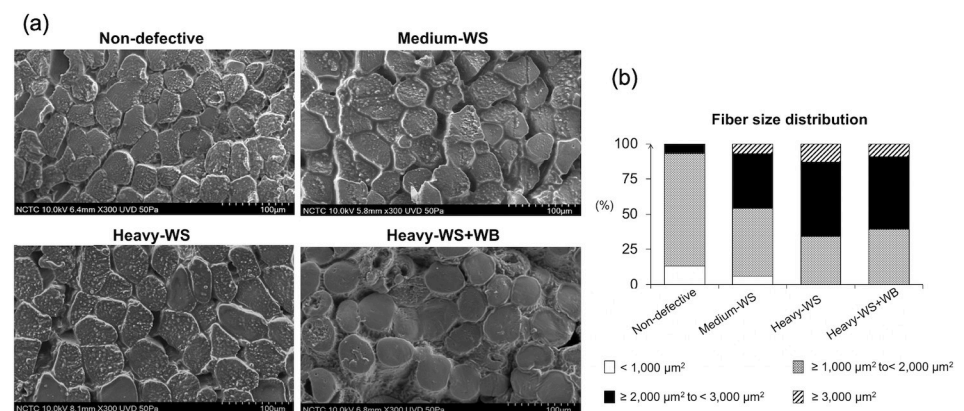 (a)
Non-defective
Medium-WS
NCTC 10.0kV 6.4mm X300 UVD 50Pa
100µm
NCTC 10.0kV 5.8mm x300 UVD 50Pa
100µm
Heavy-WS
Heavy-WS+WB
NCTC 10.0kV 8.1mm X300 UVD 50Pa
100µm
NCTC 10.0kV 6.8mm x300 UVD 50Pa
100µm
(b)
Fiber size distribution
100
75
(%)
50
25
0
Non-defective
Medium-WS
Heavy-WS
Heavy-WS+WB
< 1,000 µm²
≥ 1,000 µm² to< 2,000 µm²
≥ 2,000 µm² to < 3,000 µm²
≥ 3,000 µm²